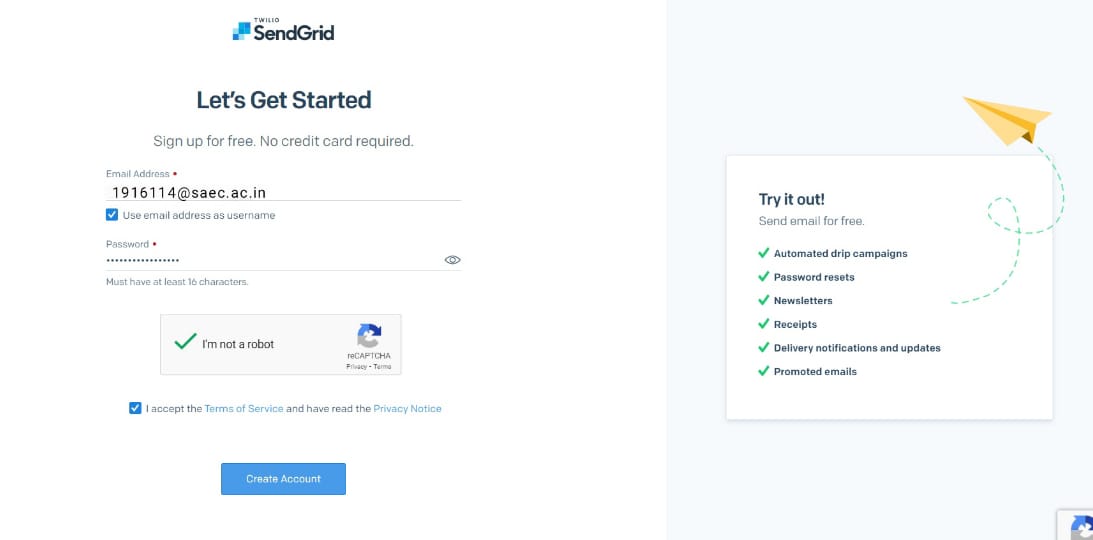 TWILIO
SendGrid
Let's Get Started
Sign up for free. No credit card required.
Email Address •
1916114@saec.ac.in
Use email address as username
Password •
•••••••••••••••••
Must have at least 16 characters.
I'm not a robot
reCAPTCHA
Privacy - Terms
I accept the Terms of Service and have read the Privacy Notice
Create Account
Try it out!
Send email for free.
Automated drip campaigns
Password resets
Newsletters
Receipts
Delivery notifications and updates
Promoted emails